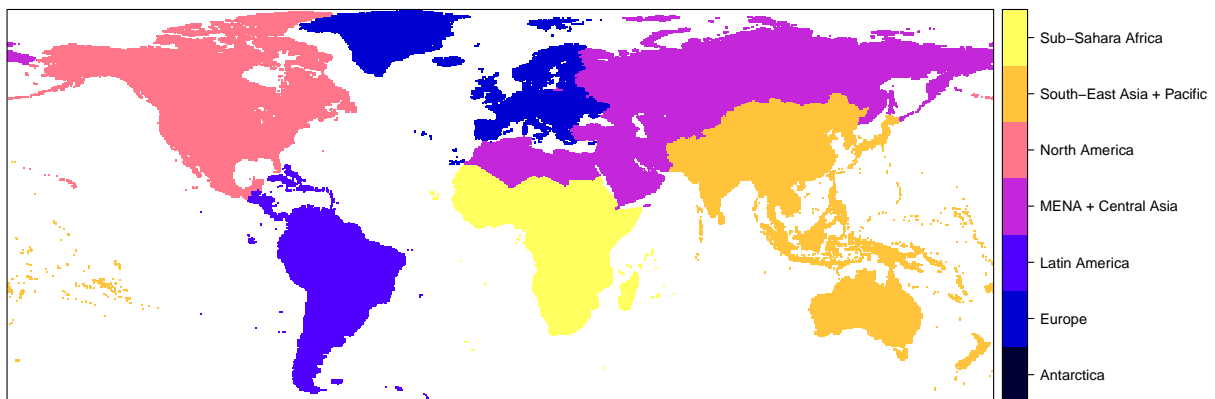 Sub−Sahara Africa
South−East Asia + Pacific
North America
MENA + Central Asia
Latin America
Europe
Antarctica